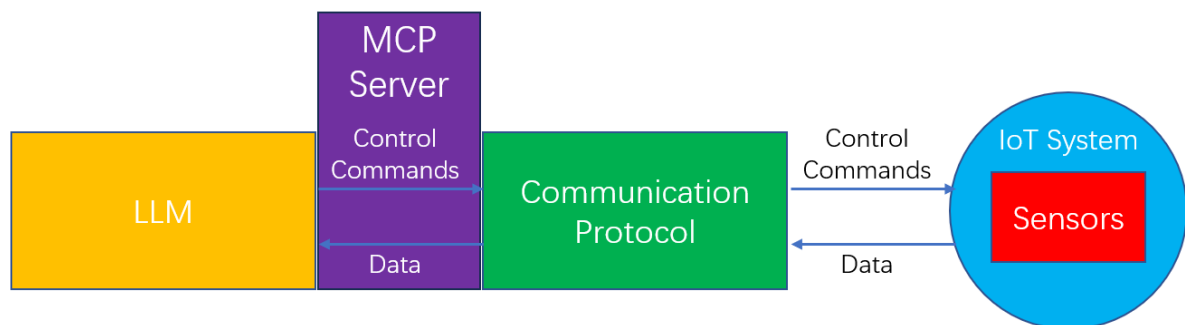 MCP
Server
Control
Commands
Data
LLM
Communication
Protocol
Control
Commands
Data
IoT System
Sensors